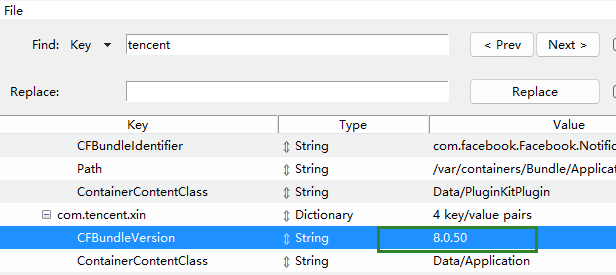 File
Find: Key tencent < Prev Next >
Replace: Replace
Key Type Value
CFBundleIdentifier String com.facebook.Facebook.Notific
Path String /var/containers/Bundle/Applica
ContainerContentClass String Data/PluginKitPlugin
com.tencent.xin Dictionary 4 key/value pairs
CFBundleVersion String 8.0.50
ContainerContentClass String Data/Application